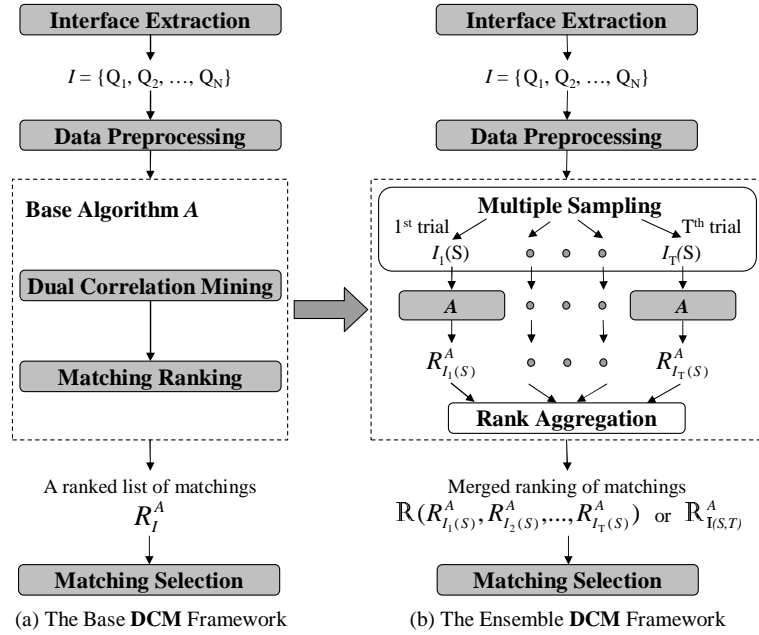 Interface Extraction
I = {Q1, Q2, …, QN}
Data Preprocessing
Base Algorithm A
Dual Correlation Mining
Matching Ranking
A ranked list of matchings
R_I^A
Matching Selection
(a) The Base DCM Framework
Interface Extraction
I = {Q1, Q2, …, QN}
Data Preprocessing
Multiple Sampling
1st trial
Tth trial
I1(S)
IT(S)
A
A
R_{I1(S)}^A
R_{IT(S)}^A
Rank Aggregation
Merged ranking of matchings
ℝ(R_{I1(S)}^A, R_{I2(S)}^A,..., R_{IT(S)}^A) or ℝ_{I(S,T)}^A
Matching Selection
(b) The Ensemble DCM Framework